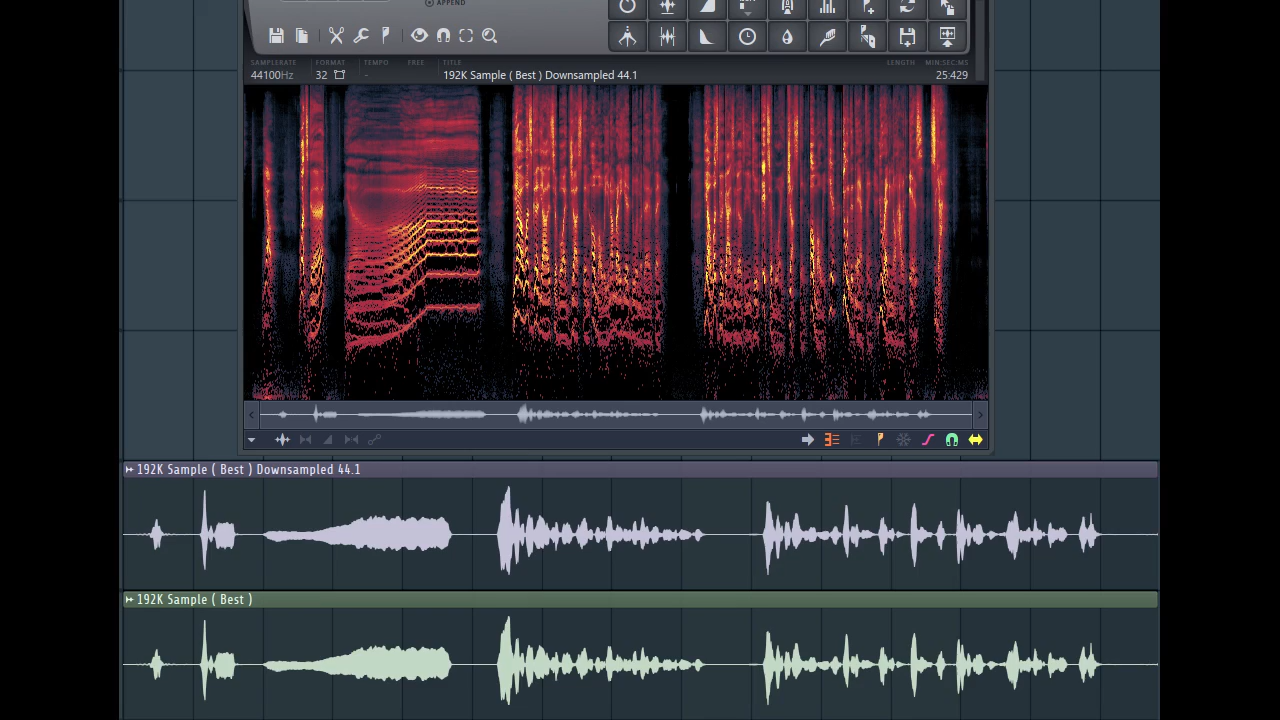 APPEND
SAMPLERATE FORMAT TEMPO FREE TITLE LENGTH MIN:SEC:MS
44100Hz 32 - 192K Sample ( Best ) Downsampled 44.1 25:429
192K Sample ( Best ) Downsampled 44.1
192K Sample ( Best )